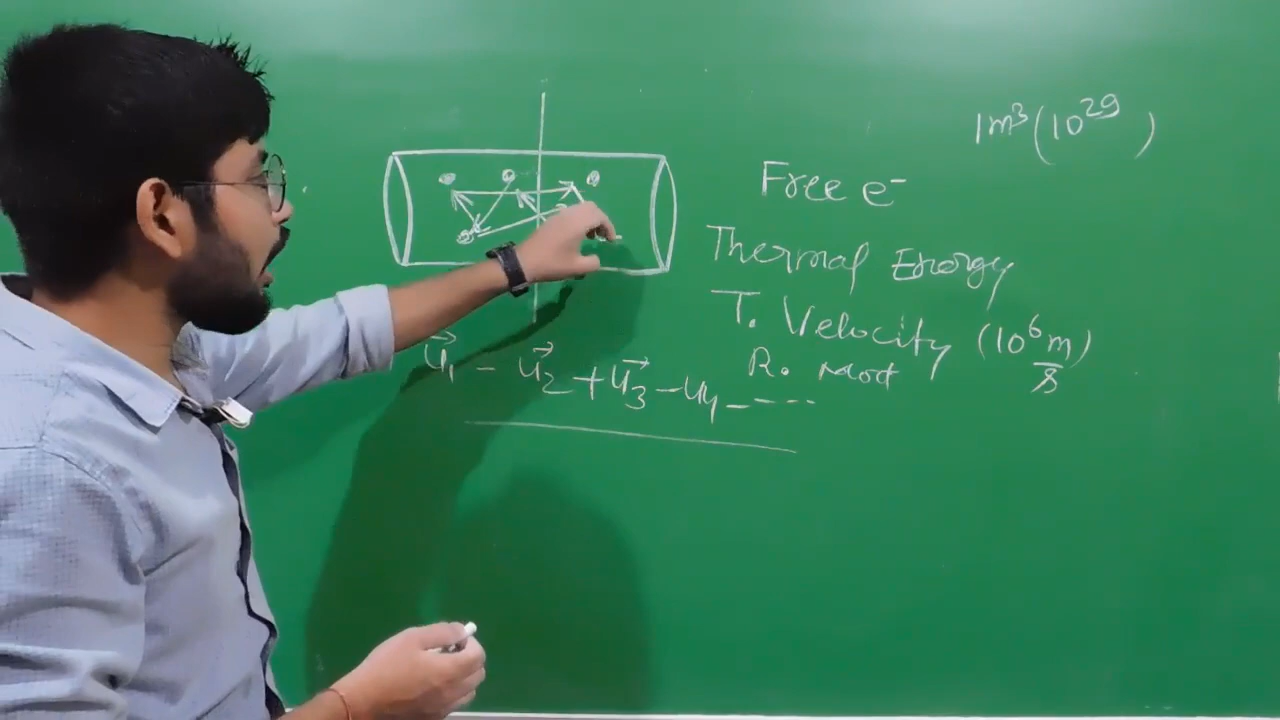 1m³(10²⁹ )
Free e⁻
Thermal Energy
T. Velocity (10⁶ m/s)
R. Mot
u⃗₁ - u⃗₂ + u⃗₃ - u₄ - ----